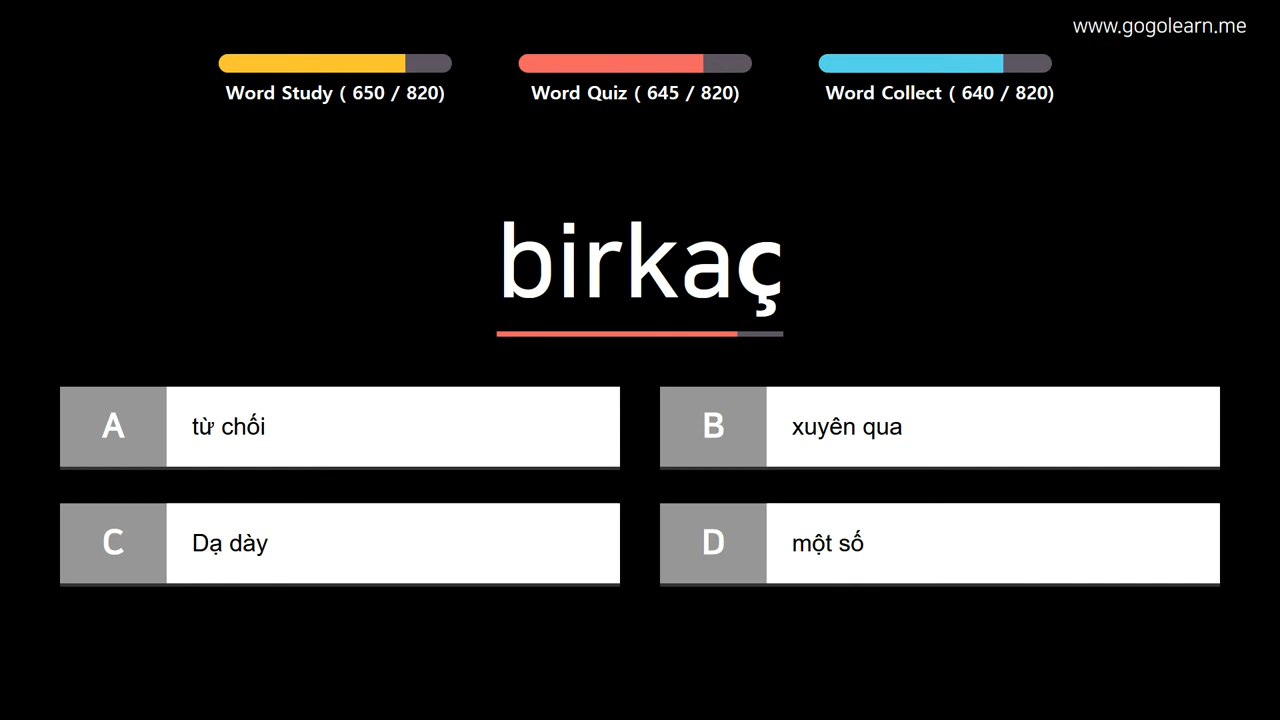 www.gogolearn.me
Word Study ( 650 / 820)
Word Quiz ( 645 / 820)
Word Collect ( 640 / 820)
birkaç
A từ chối
B xuyên qua
C Dạ dày
D một số